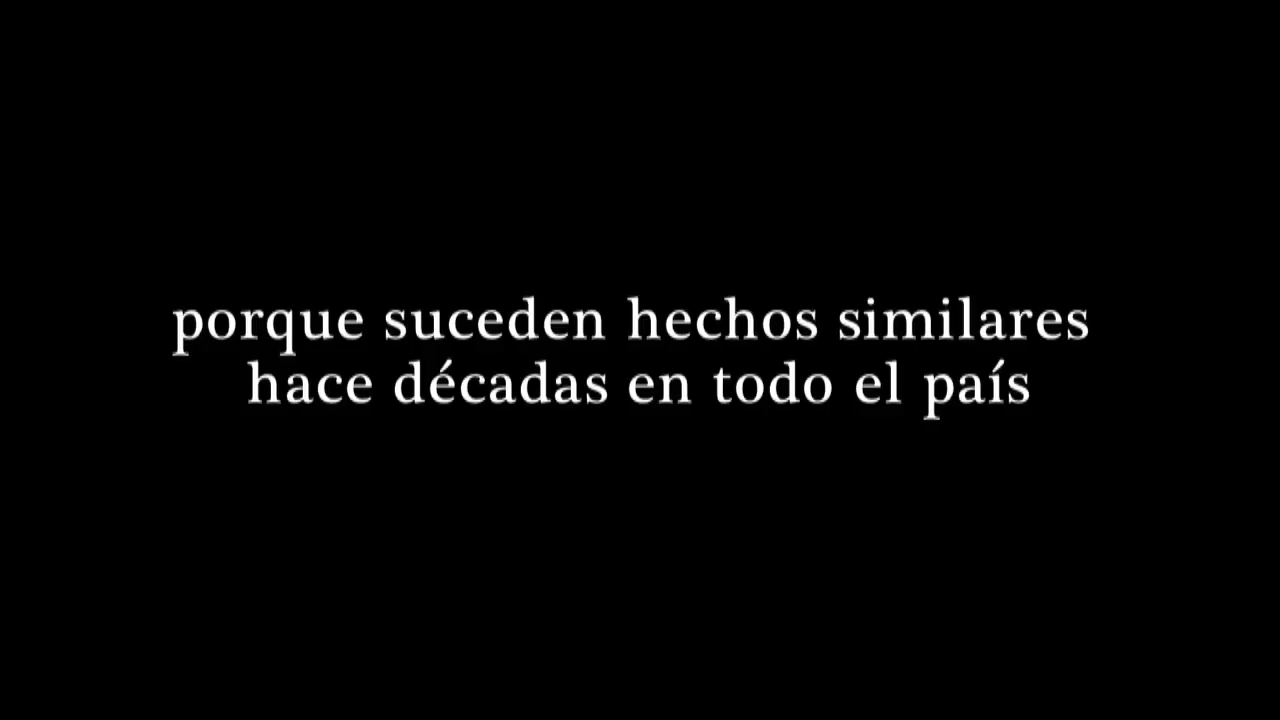 porque suceden hechos similares
hace décadas en todo el país